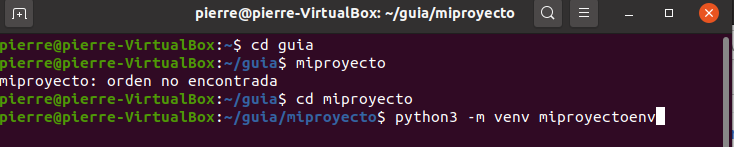 pierre@pierre-VirtualBox: ~/guia/miproyecto
pierre@pierre-VirtualBox:~$ cd guia
pierre@pierre-VirtualBox:~/guia$ miproyecto
miproyecto: orden no encontrada
pierre@pierre-VirtualBox:~/guia$ cd miproyecto
pierre@pierre-VirtualBox:~/guia/miproyecto$ python3 -m venv miproyectoenv